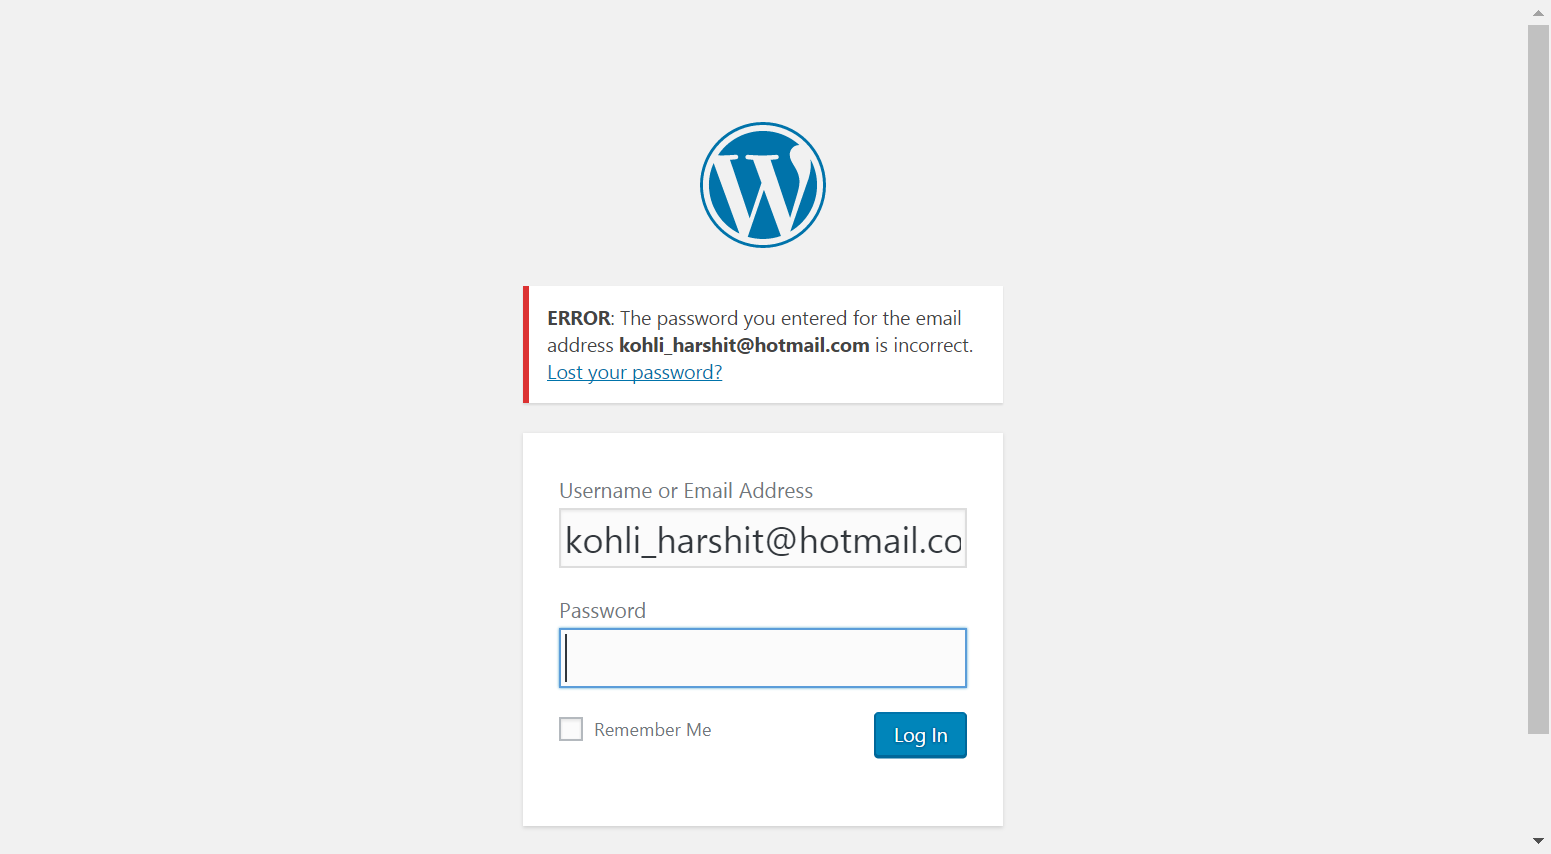 ERROR: The password you entered for the email
address kohli_harshit@hotmail.com is incorrect.
Lost your password?
Username or Email Address
kohli_harshit@hotmail.co
Password
Remember Me
Log In